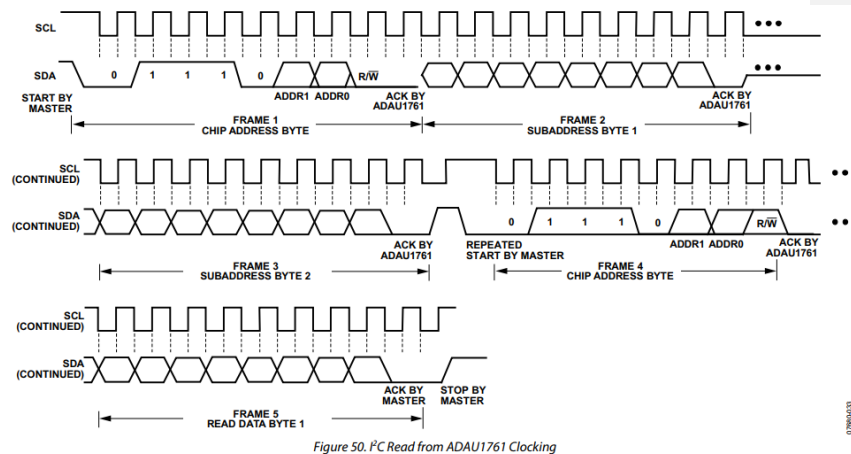 SCL
SDA
0 1 1 1 0 ADDR1 ADDR0 R/W̅
START BY MASTER
ACK BY ADAU1761
ACK BY ADAU1761
FRAME 1
CHIP ADDRESS BYTE
FRAME 2
SUBADDRESS BYTE 1
SCL
(CONTINUED)
SDA
(CONTINUED)
0 1 1 1 0 ADDR1 ADDR0 R/W̅
ACK BY ADAU1761
REPEATED
START BY MASTER
ACK BY ADAU1761
FRAME 3
SUBADDRESS BYTE 2
FRAME 4
CHIP ADDRESS BYTE
SCL
(CONTINUED)
SDA
(CONTINUED)
ACK BY MASTER
STOP BY MASTER
FRAME 5
READ DATA BYTE 1
07680-033
Figure 50. I²C Read from ADAU1761 Clocking